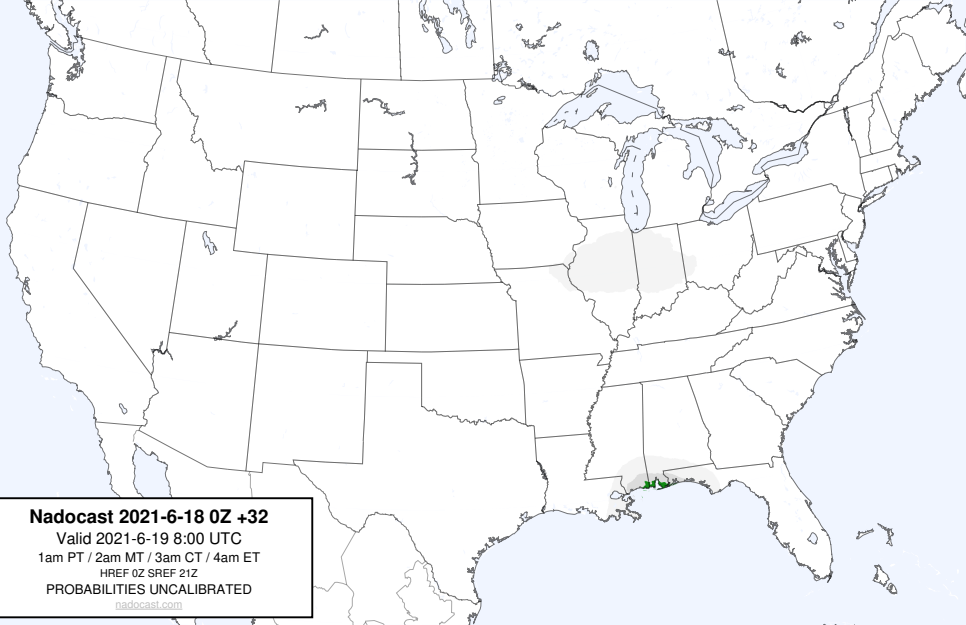 Nadocast 2021-6-18 0Z +32
Valid 2021-6-19 8:00 UTC
1am PT / 2am MT / 3am CT / 4am ET
HREF 0Z SREF 21Z
PROBABILITIES UNCALIBRATED
nadocast.com